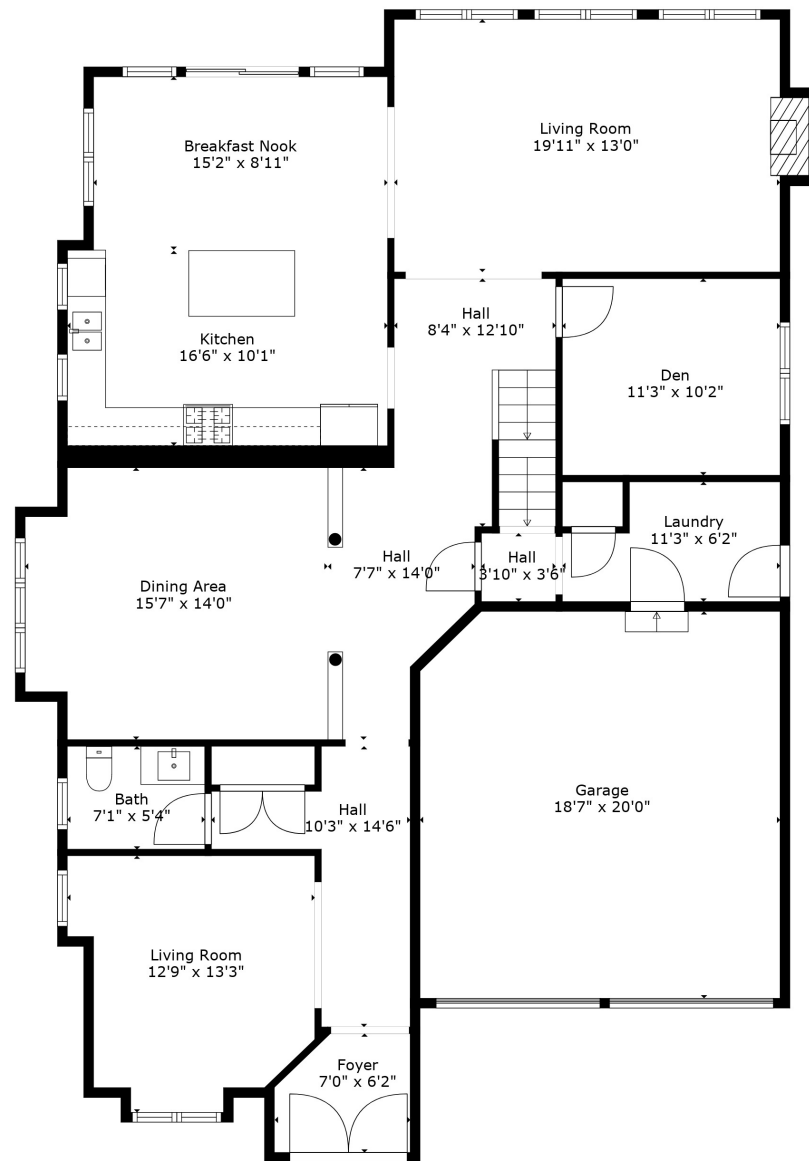 Living Room
19'11" x 13'0"
Breakfast Nook
15'2" x 8'11"
Hall
8'4" x 12'10"
Kitchen
16'6" x 10'1"
Den
11'3" x 10'2"
Laundry
11'3" x 6'2"
Hall
7'7" x 14'0"
Hall
3'10" x 3'6"
Dining Area
15'7" x 14'0"
Garage
18'7" x 20'0"
Bath
7'1" x 5'4"
Hall
10'3" x 14'6"
Living Room
12'9" x 13'3"
Foyer
7'0" x 6'2"